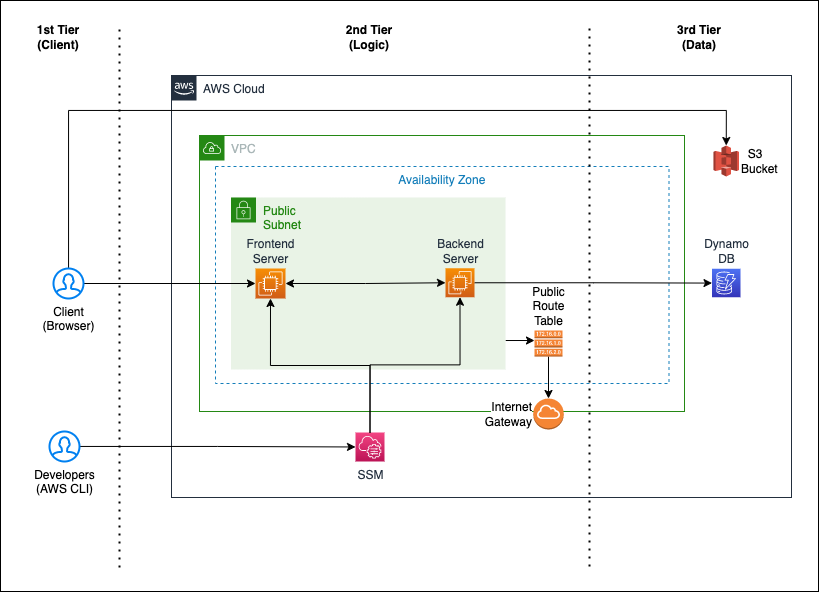 1st Tier
(Client)
2nd Tier
(Logic)
3rd Tier
(Data)
aws
AWS Cloud
VPC
S3
Bucket
Availability Zone
Public
Subnet
Frontend
Server
Backend
Server
Dynamo
DB
Public
Route
Table
172.16.0.0
172.16.1.0
172.16.2.0
Client
(Browser)
Internet
Gateway
Developers
(AWS CLI)
SSM